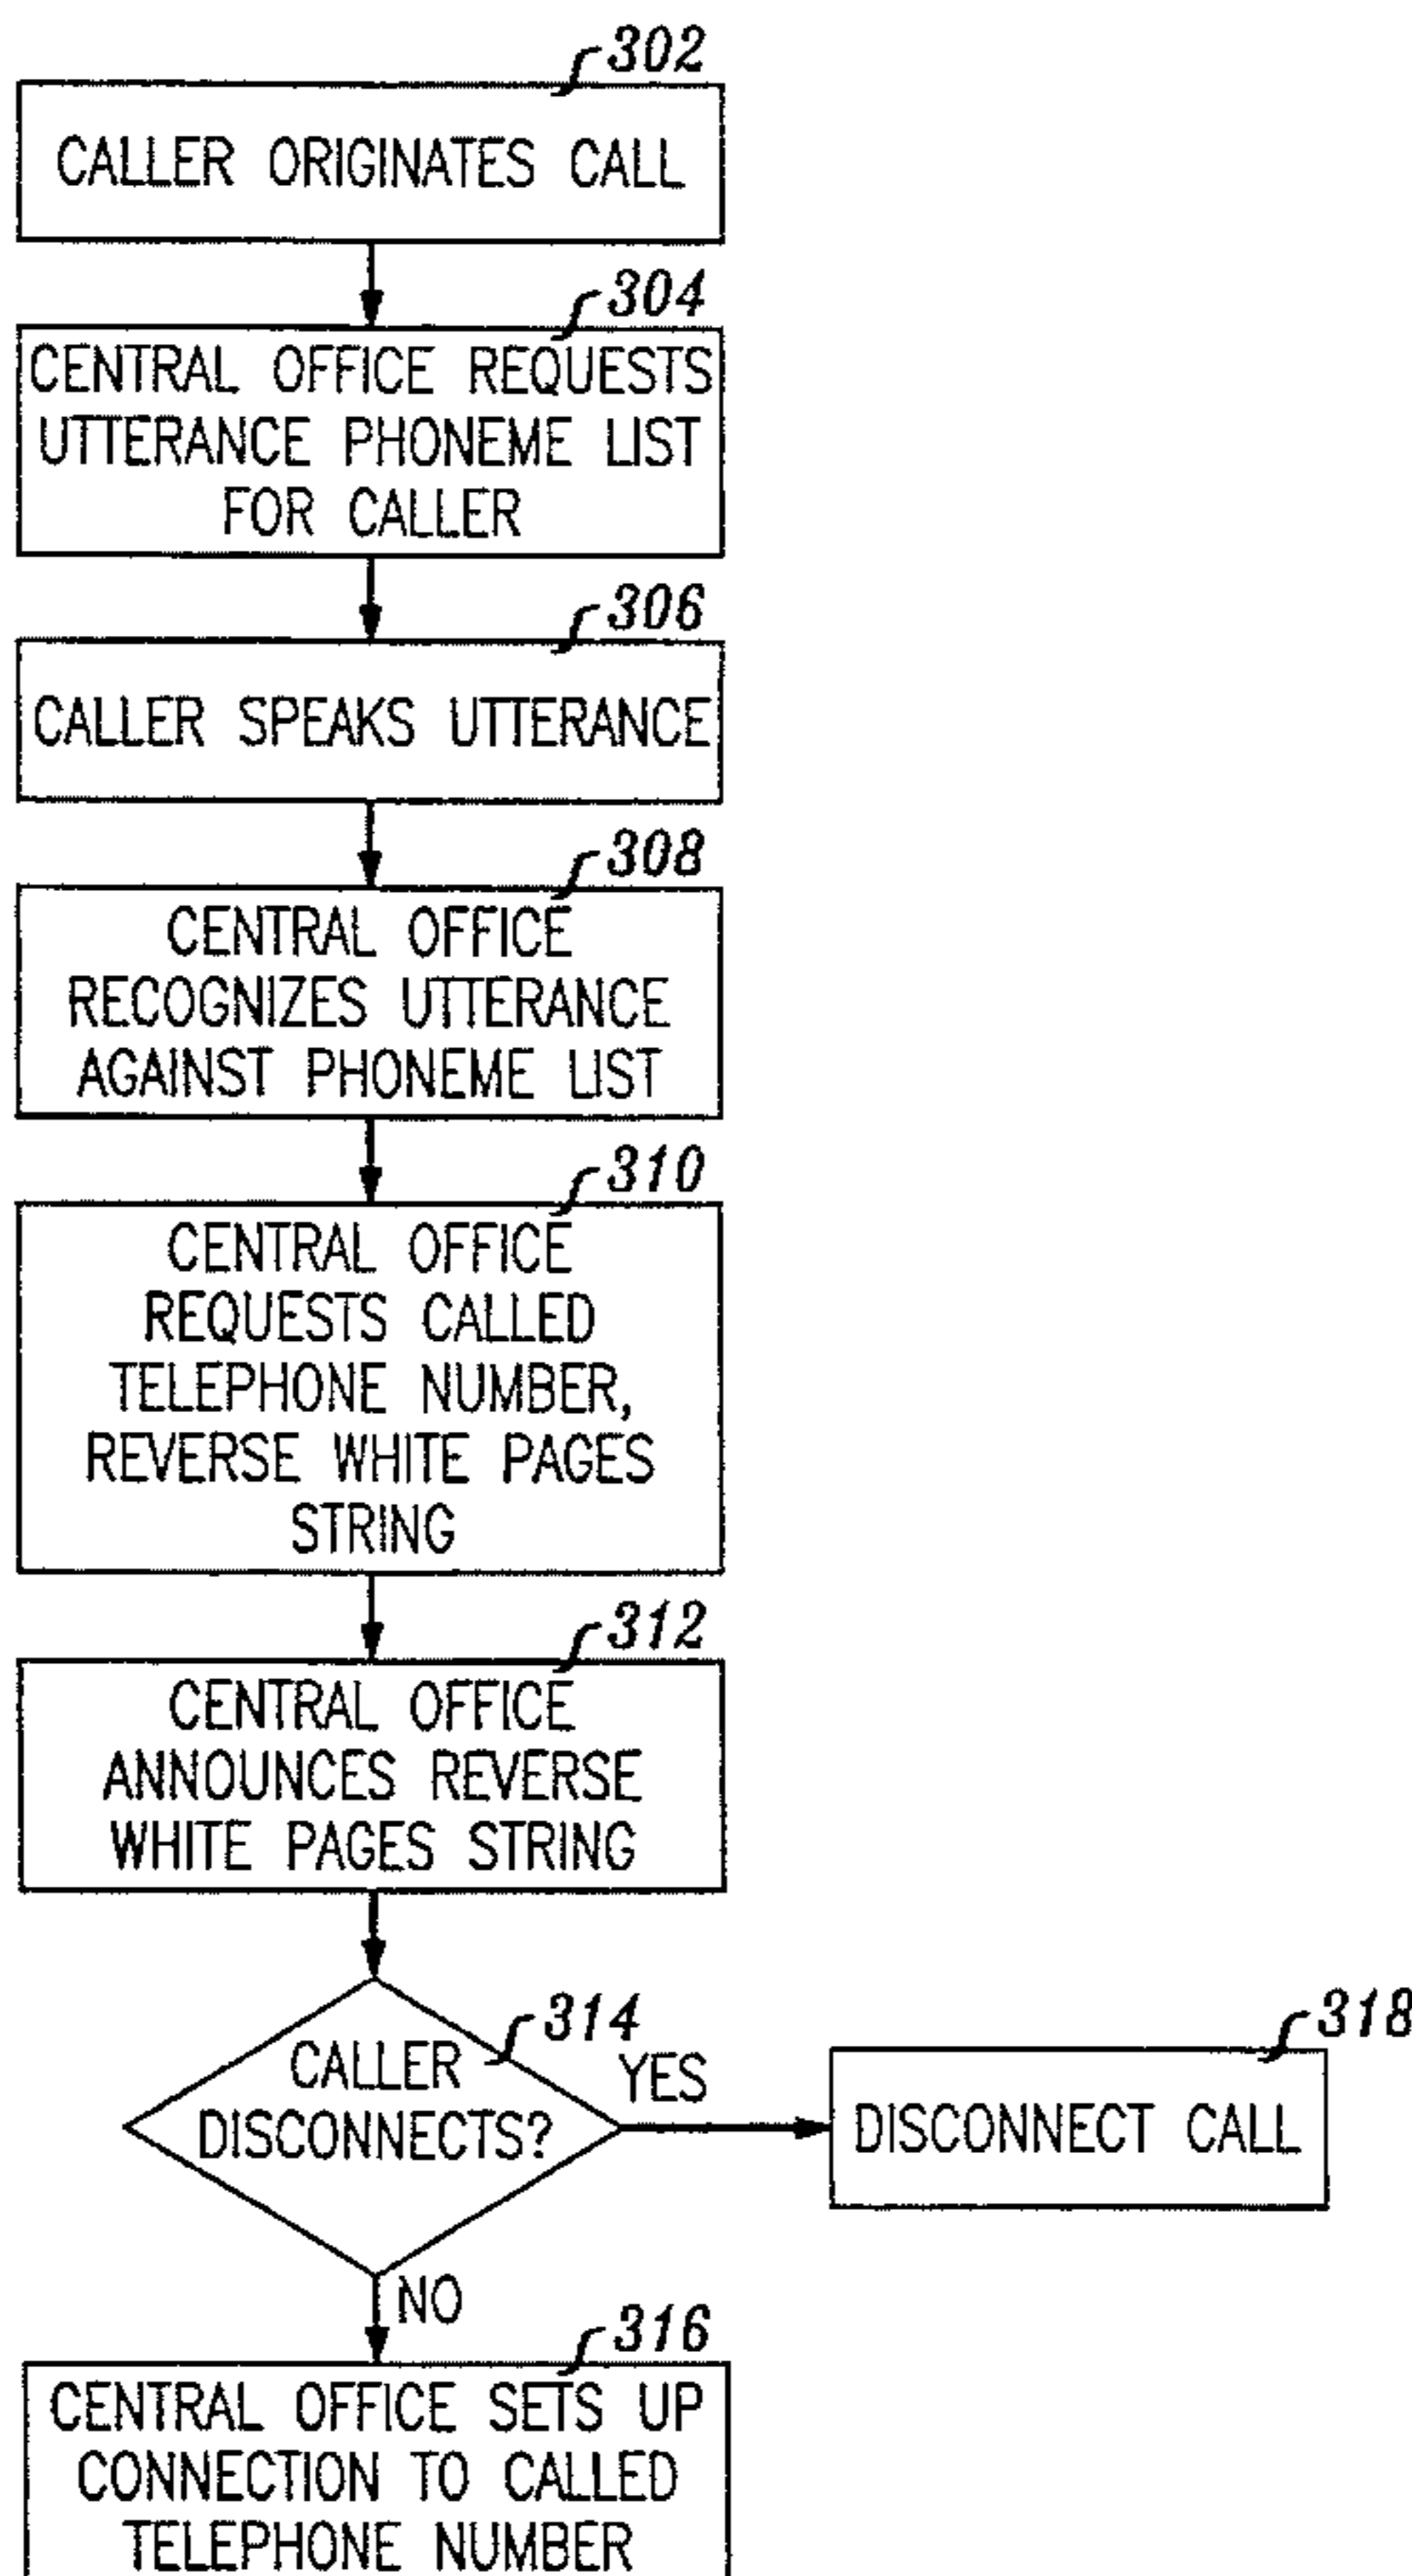 302
CALLER ORIGINATES CALL
304
CENTRAL OFFICE REQUESTS
UTTERANCE PHONEME LIST
FOR CALLER
306
CALLER SPEAKS UTTERANCE
308
CENTRAL OFFICE
RECOGNIZES UTTERANCE
AGAINST PHONEME LIST
310
CENTRAL OFFICE
REQUESTS CALLED
TELEPHONE NUMBER,
REVERSE WHITE PAGES
STRING
312
CENTRAL OFFICE
ANNOUNCES REVERSE
WHITE PAGES STRING
314
CALLER
DISCONNECTS?
YES
318
DISCONNECT CALL
NO
316
CENTRAL OFFICE SETS UP
CONNECTION TO CALLED
TELEPHONE NUMBER